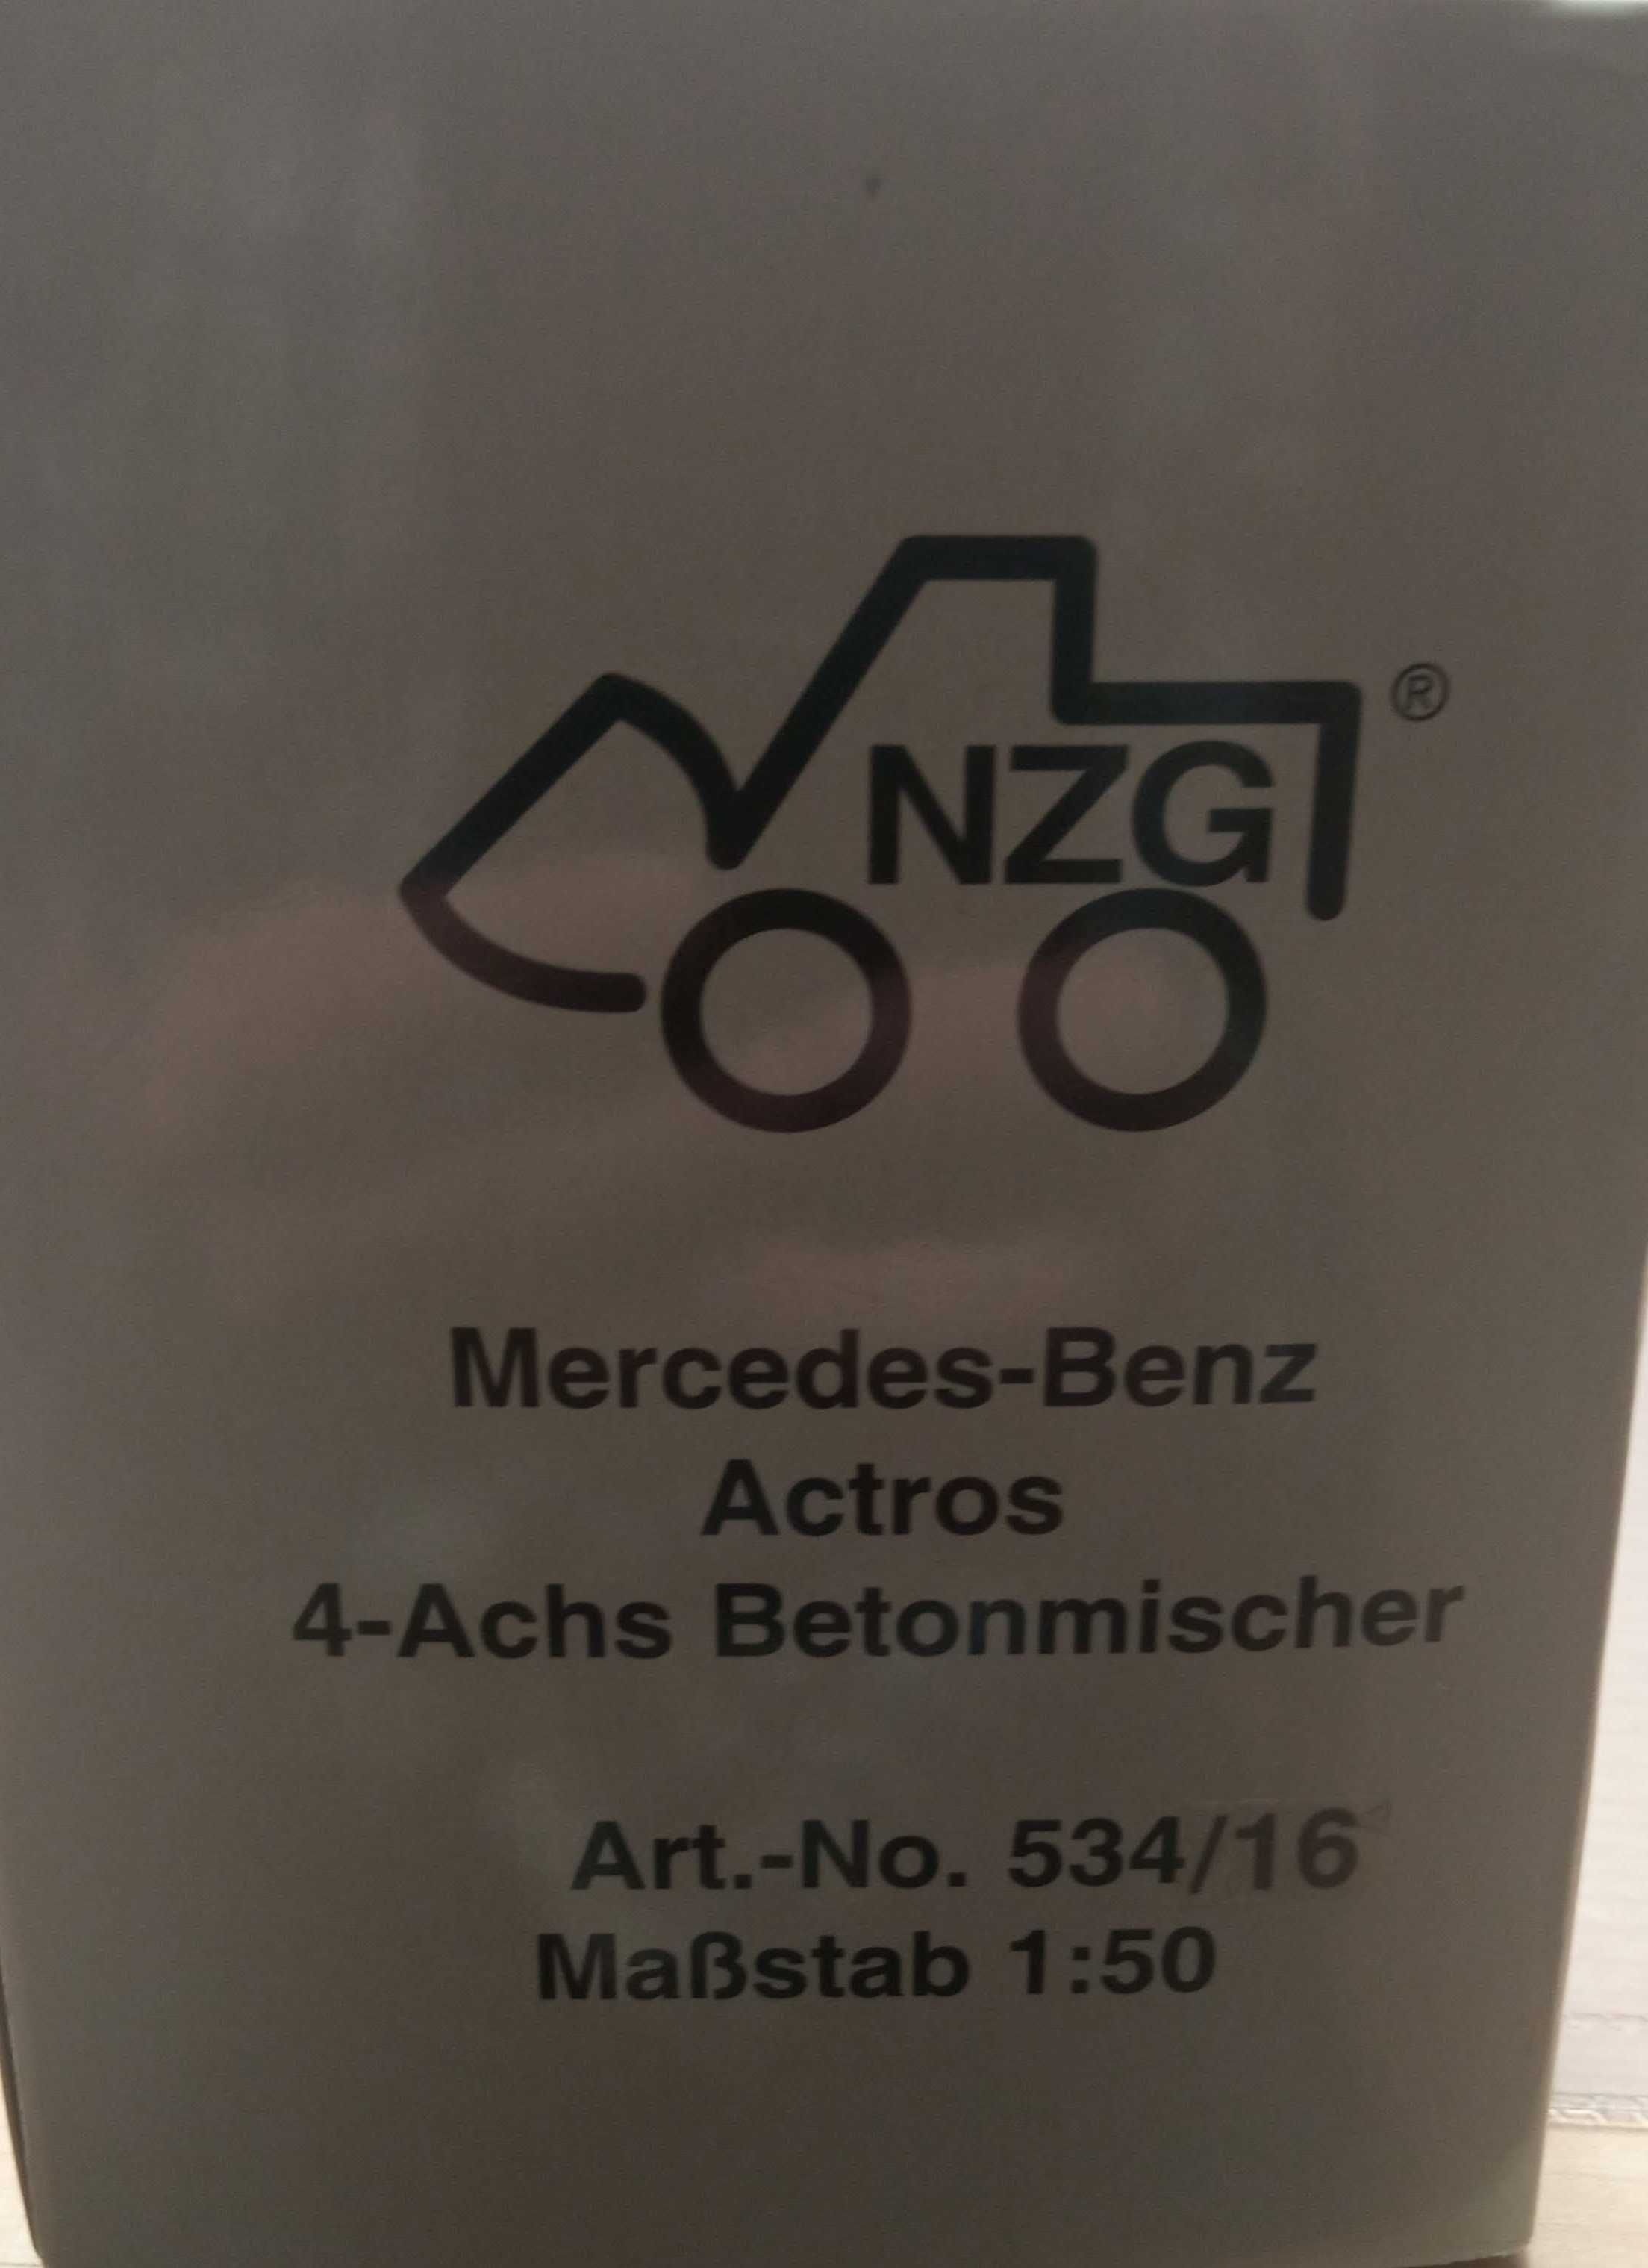 NZG®
Mercedes-Benz
Actros
4-Achs Betonmischer
Art.-No. 534/16
Maßstab 1:50